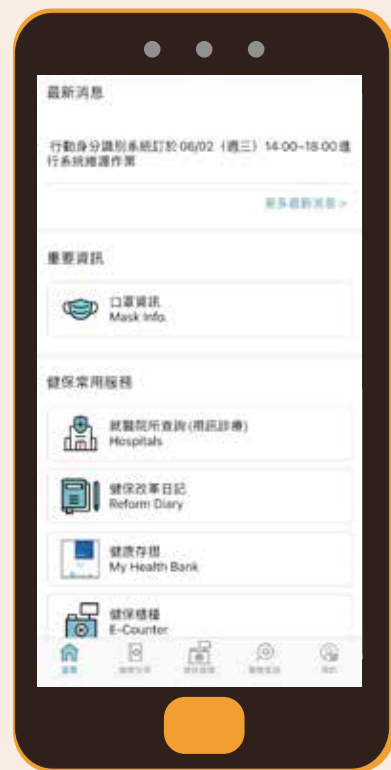 最新消息
行動身分識別系統訂於 06/02（週三）14:00~18:00 進
行系統維護作業
更多最新消息 >
重要資訊
口罩資訊
Mask Info.
健保常用服務
就醫院所查詢(視訊診療)
Hospitals
健保改革日記
Reform Diary
健康存摺
My Health Bank
健保櫃檯
E-Counter
首頁